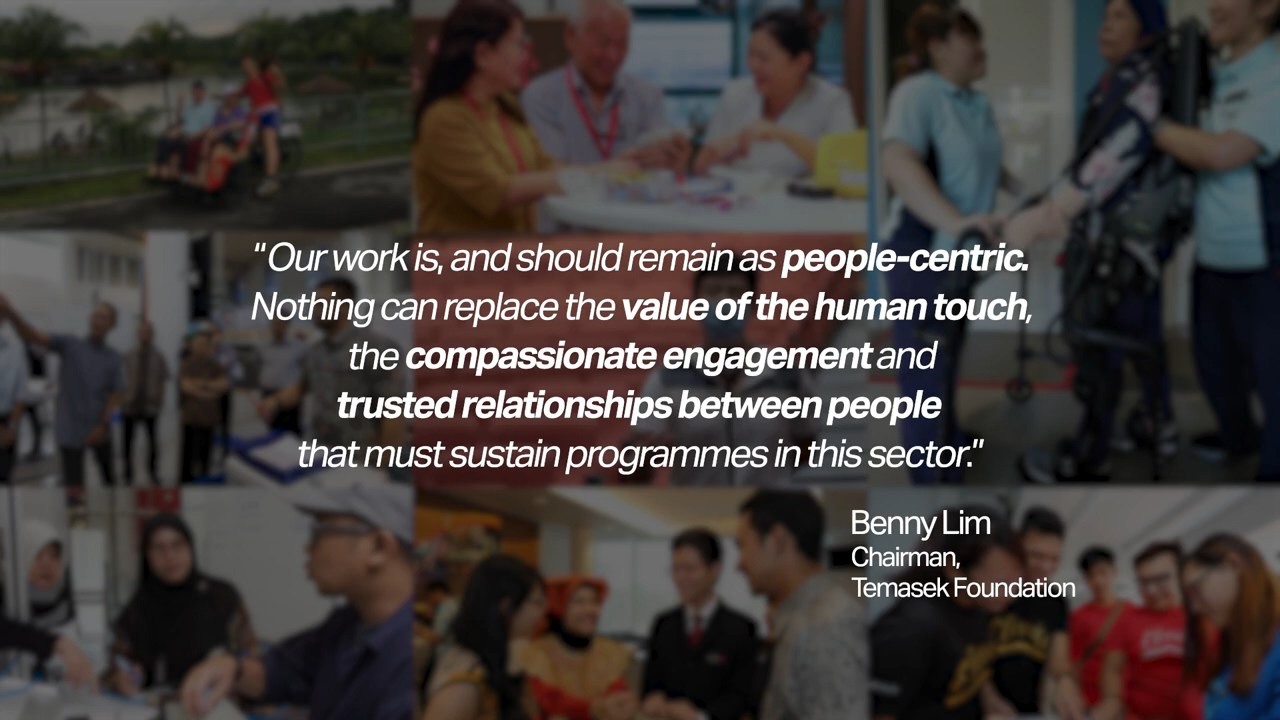 "Our work is, and should remain as people-centric.
Nothing can replace the value of the human touch,
the compassionate engagement and
trusted relationships between people
that must sustain programmes in this sector."
Benny Lim
Chairman,
Temasek Foundation